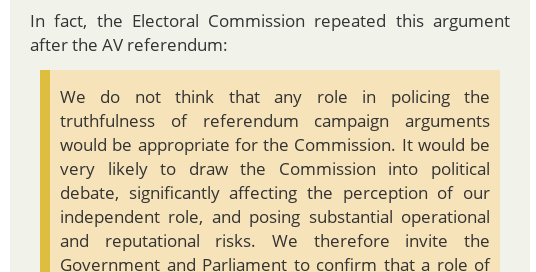 In fact, the Electoral Commission repeated this argument
after the AV referendum:
We do not think that any role in policing the
truthfulness of referendum campaign arguments
would be appropriate for the Commission. It would be
very likely to draw the Commission into political
debate, significantly affecting the perception of our
independent role, and posing substantial operational
and reputational risks. We therefore invite the
Government and Parliament to confirm that a role of